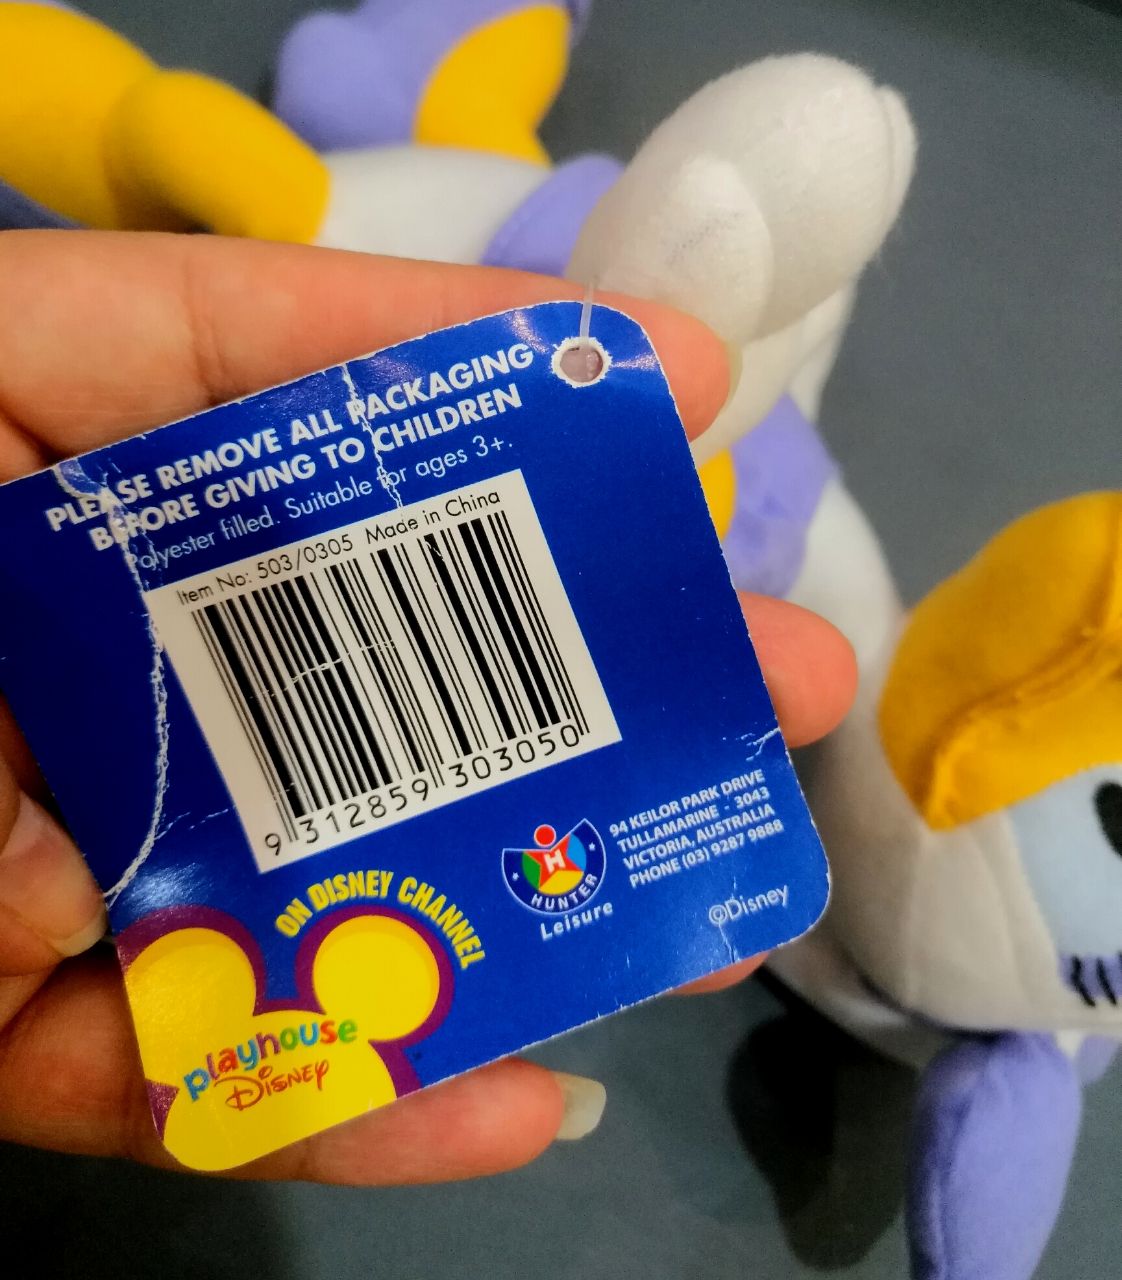 PLEASE REMOVE ALL PACKAGING
BEFORE GIVING TO CHILDREN
Polyester filled. Suitable for ages 3+.
Item No: 503/0305 Made in China
9 312859 303050
ON DISNEY CHANNEL
playhouse
Disney
H
HUNTER
Leisure
94 KEILOR PARK DRIVE
TULLAMARINE - 3043
VICTORIA, AUSTRALIA
PHONE (03) 9287 9888
©Disney